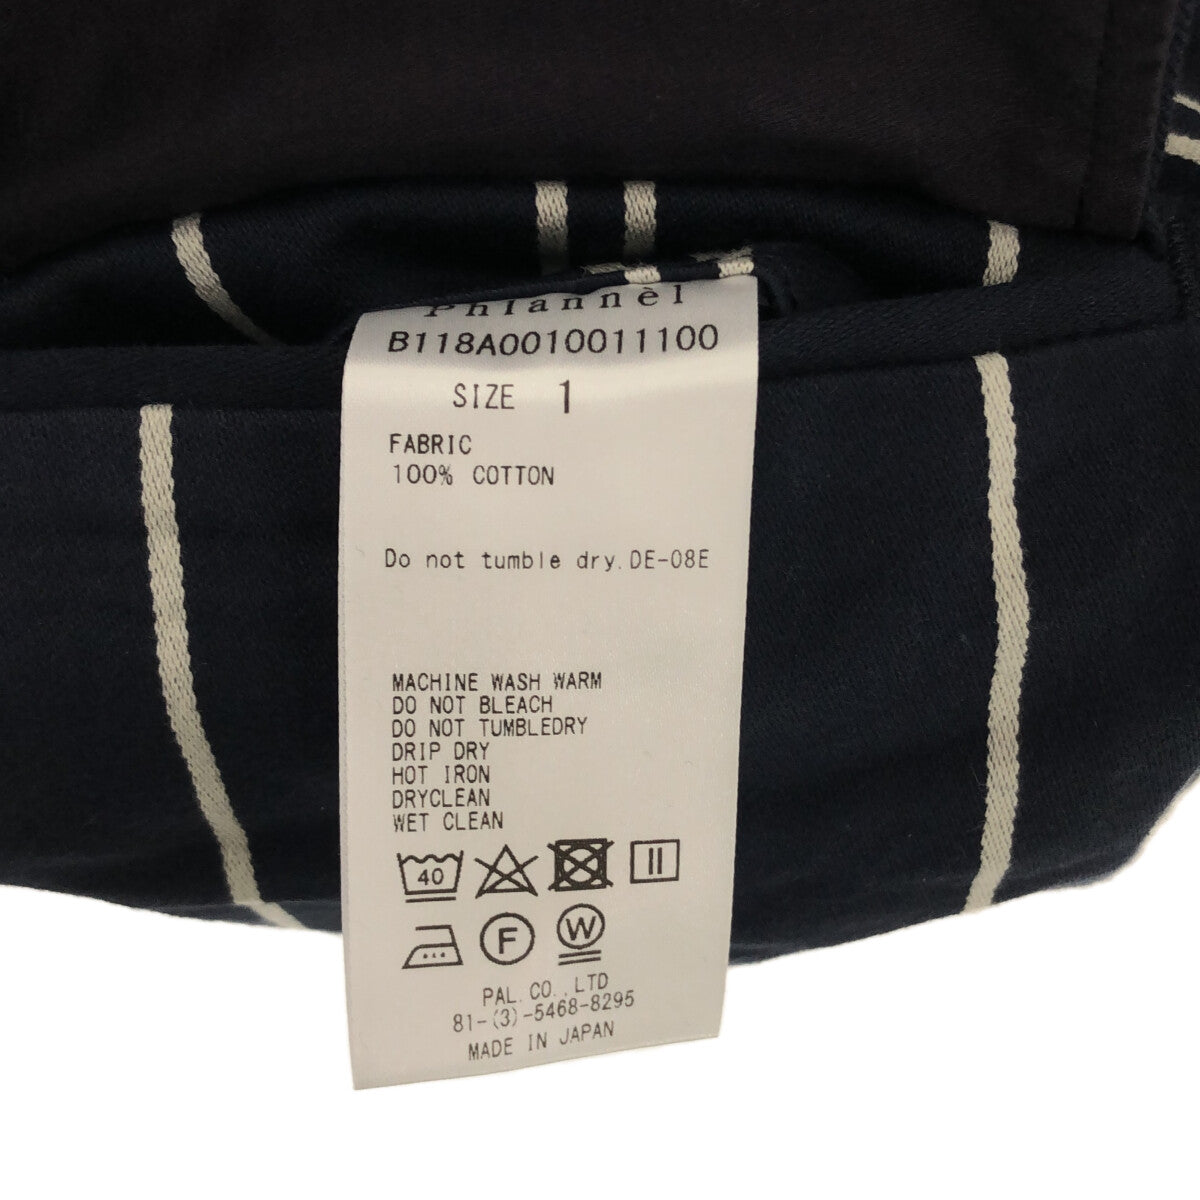 Phlannèl
B118A0010011100
SIZE 1
FABRIC
100% COTTON
Do not tumble dry. DE-08E
MACHINE WASH WARM
DO NOT BLEACH
DO NOT TUMBLEDRY
DRIP DRY
HOT IRON
DRYCLEAN
WET CLEAN
40
F W
PAL. CO., LTD
81-(3)-5468-8295
MADE IN JAPAN